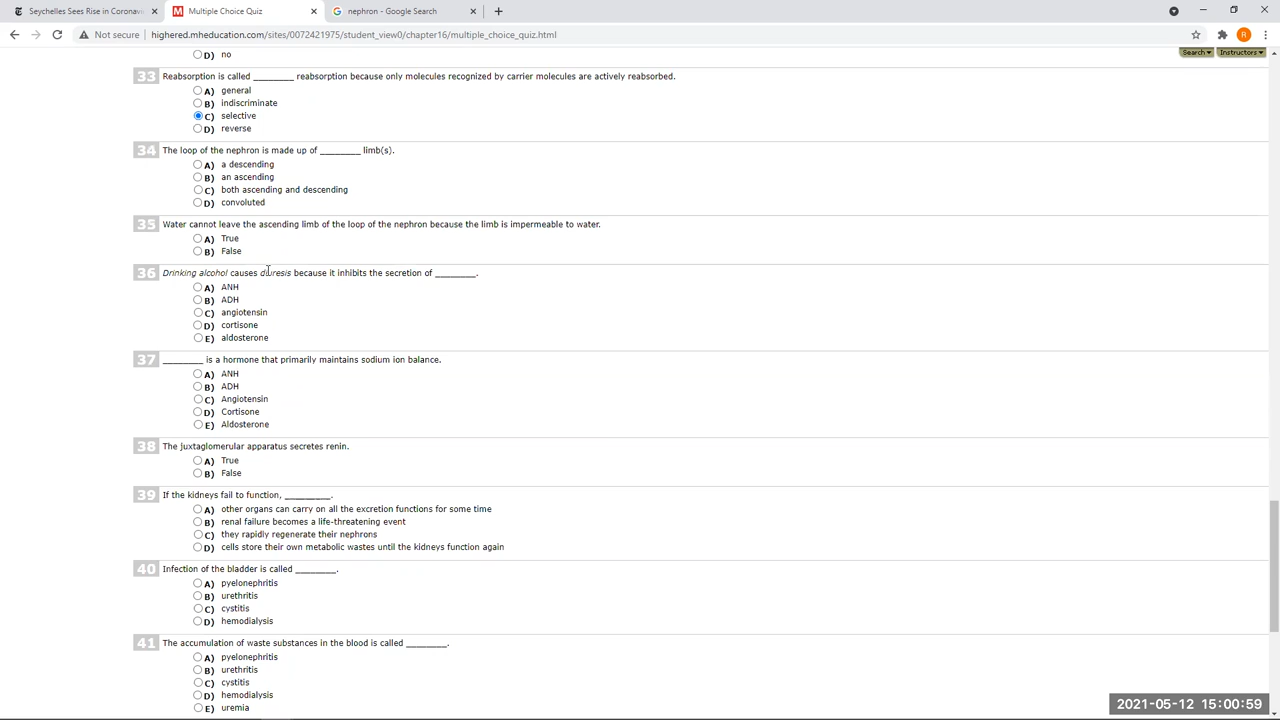 Seychelles Sees Rise in Coronavi
Multiple Choice Quiz
nephron - Google Search
Not secure | highered.mheducation.com/sites/0072421975/student_view0/chapter16/multiple_choice_quiz.html
R
Search
Instructors
D) no
33 Reabsorption is called ________ reabsorption because only molecules recognized by carrier molecules are actively reabsorbed.
A) general
B) indiscriminate
C) selective
D) reverse
34 The loop of the nephron is made up of ________ limb(s).
A) a descending
B) an ascending
C) both ascending and descending
D) convoluted
35 Water cannot leave the ascending limb of the loop of the nephron because the limb is impermeable to water.
A) True
B) False
36 Drinking alcohol causes diuresis because it inhibits the secretion of ________.
A) ANH
B) ADH
C) angiotensin
D) cortisone
E) aldosterone
37 ________ is a hormone that primarily maintains sodium ion balance.
A) ANH
B) ADH
C) Angiotensin
D) Cortisone
E) Aldosterone
38 The juxtaglomerular apparatus secretes renin.
A) True
B) False
39 If the kidneys fail to function, _________.
A) other organs can carry on all the excretion functions for some time
B) renal failure becomes a life-threatening event
C) they rapidly regenerate their nephrons
D) cells store their own metabolic wastes until the kidneys function again
40 Infection of the bladder is called ________.
A) pyelonephritis
B) urethritis
C) cystitis
D) hemodialysis
41 The accumulation of waste substances in the blood is called ________.
A) pyelonephritis
B) urethritis
C) cystitis
D) hemodialysis
E) uremia
2021-05-12 15:00:59